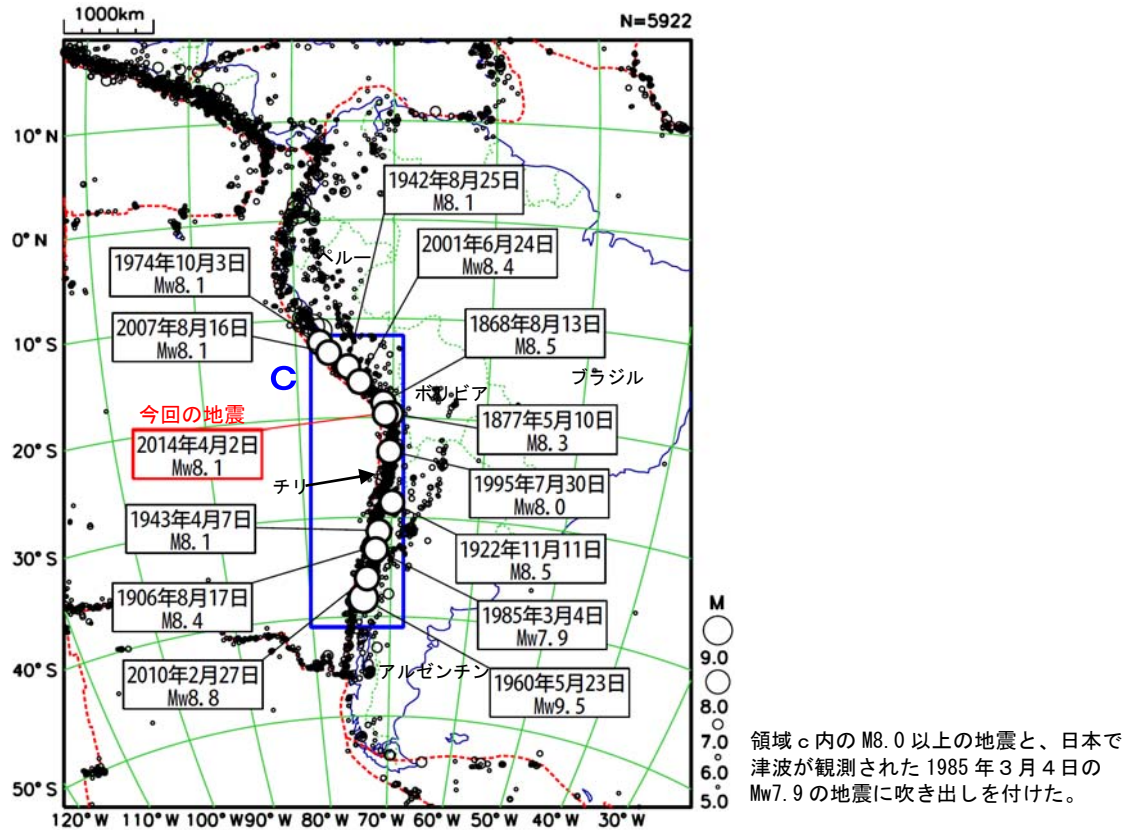 1000km
N=5922
10°N
0°N
10°S
20°S
30°S
40°S
50°S
120°W 110°W 100°W 90°W 80°W 70°W 60°W 50°W 40°W 30°W
1942年8月25日
M8.1
2001年6月24日
Mw8.4
ペルー
1974年10月3日
Mw8.1
2007年8月16日
Mw8.1
1868年8月13日
M8.5
C
ボリビア
ブラジル
今回の地震
2014年4月2日
Mw8.1
1877年5月10日
M8.3
チリ
1995年7月30日
Mw8.0
1943年4月7日
M8.1
1922年11月11日
M8.5
1906年8月17日
M8.4
1985年3月4日
Mw7.9
2010年2月27日
Mw8.8
アルゼンチン
1960年5月23日
Mw9.5
M
9.0
8.0
7.0
6.0
5.0
領域c内のM8.0以上の地震と、日本で
津波が観測された1985年3月4日の
Mw7.9の地震に吹き出しを付けた。